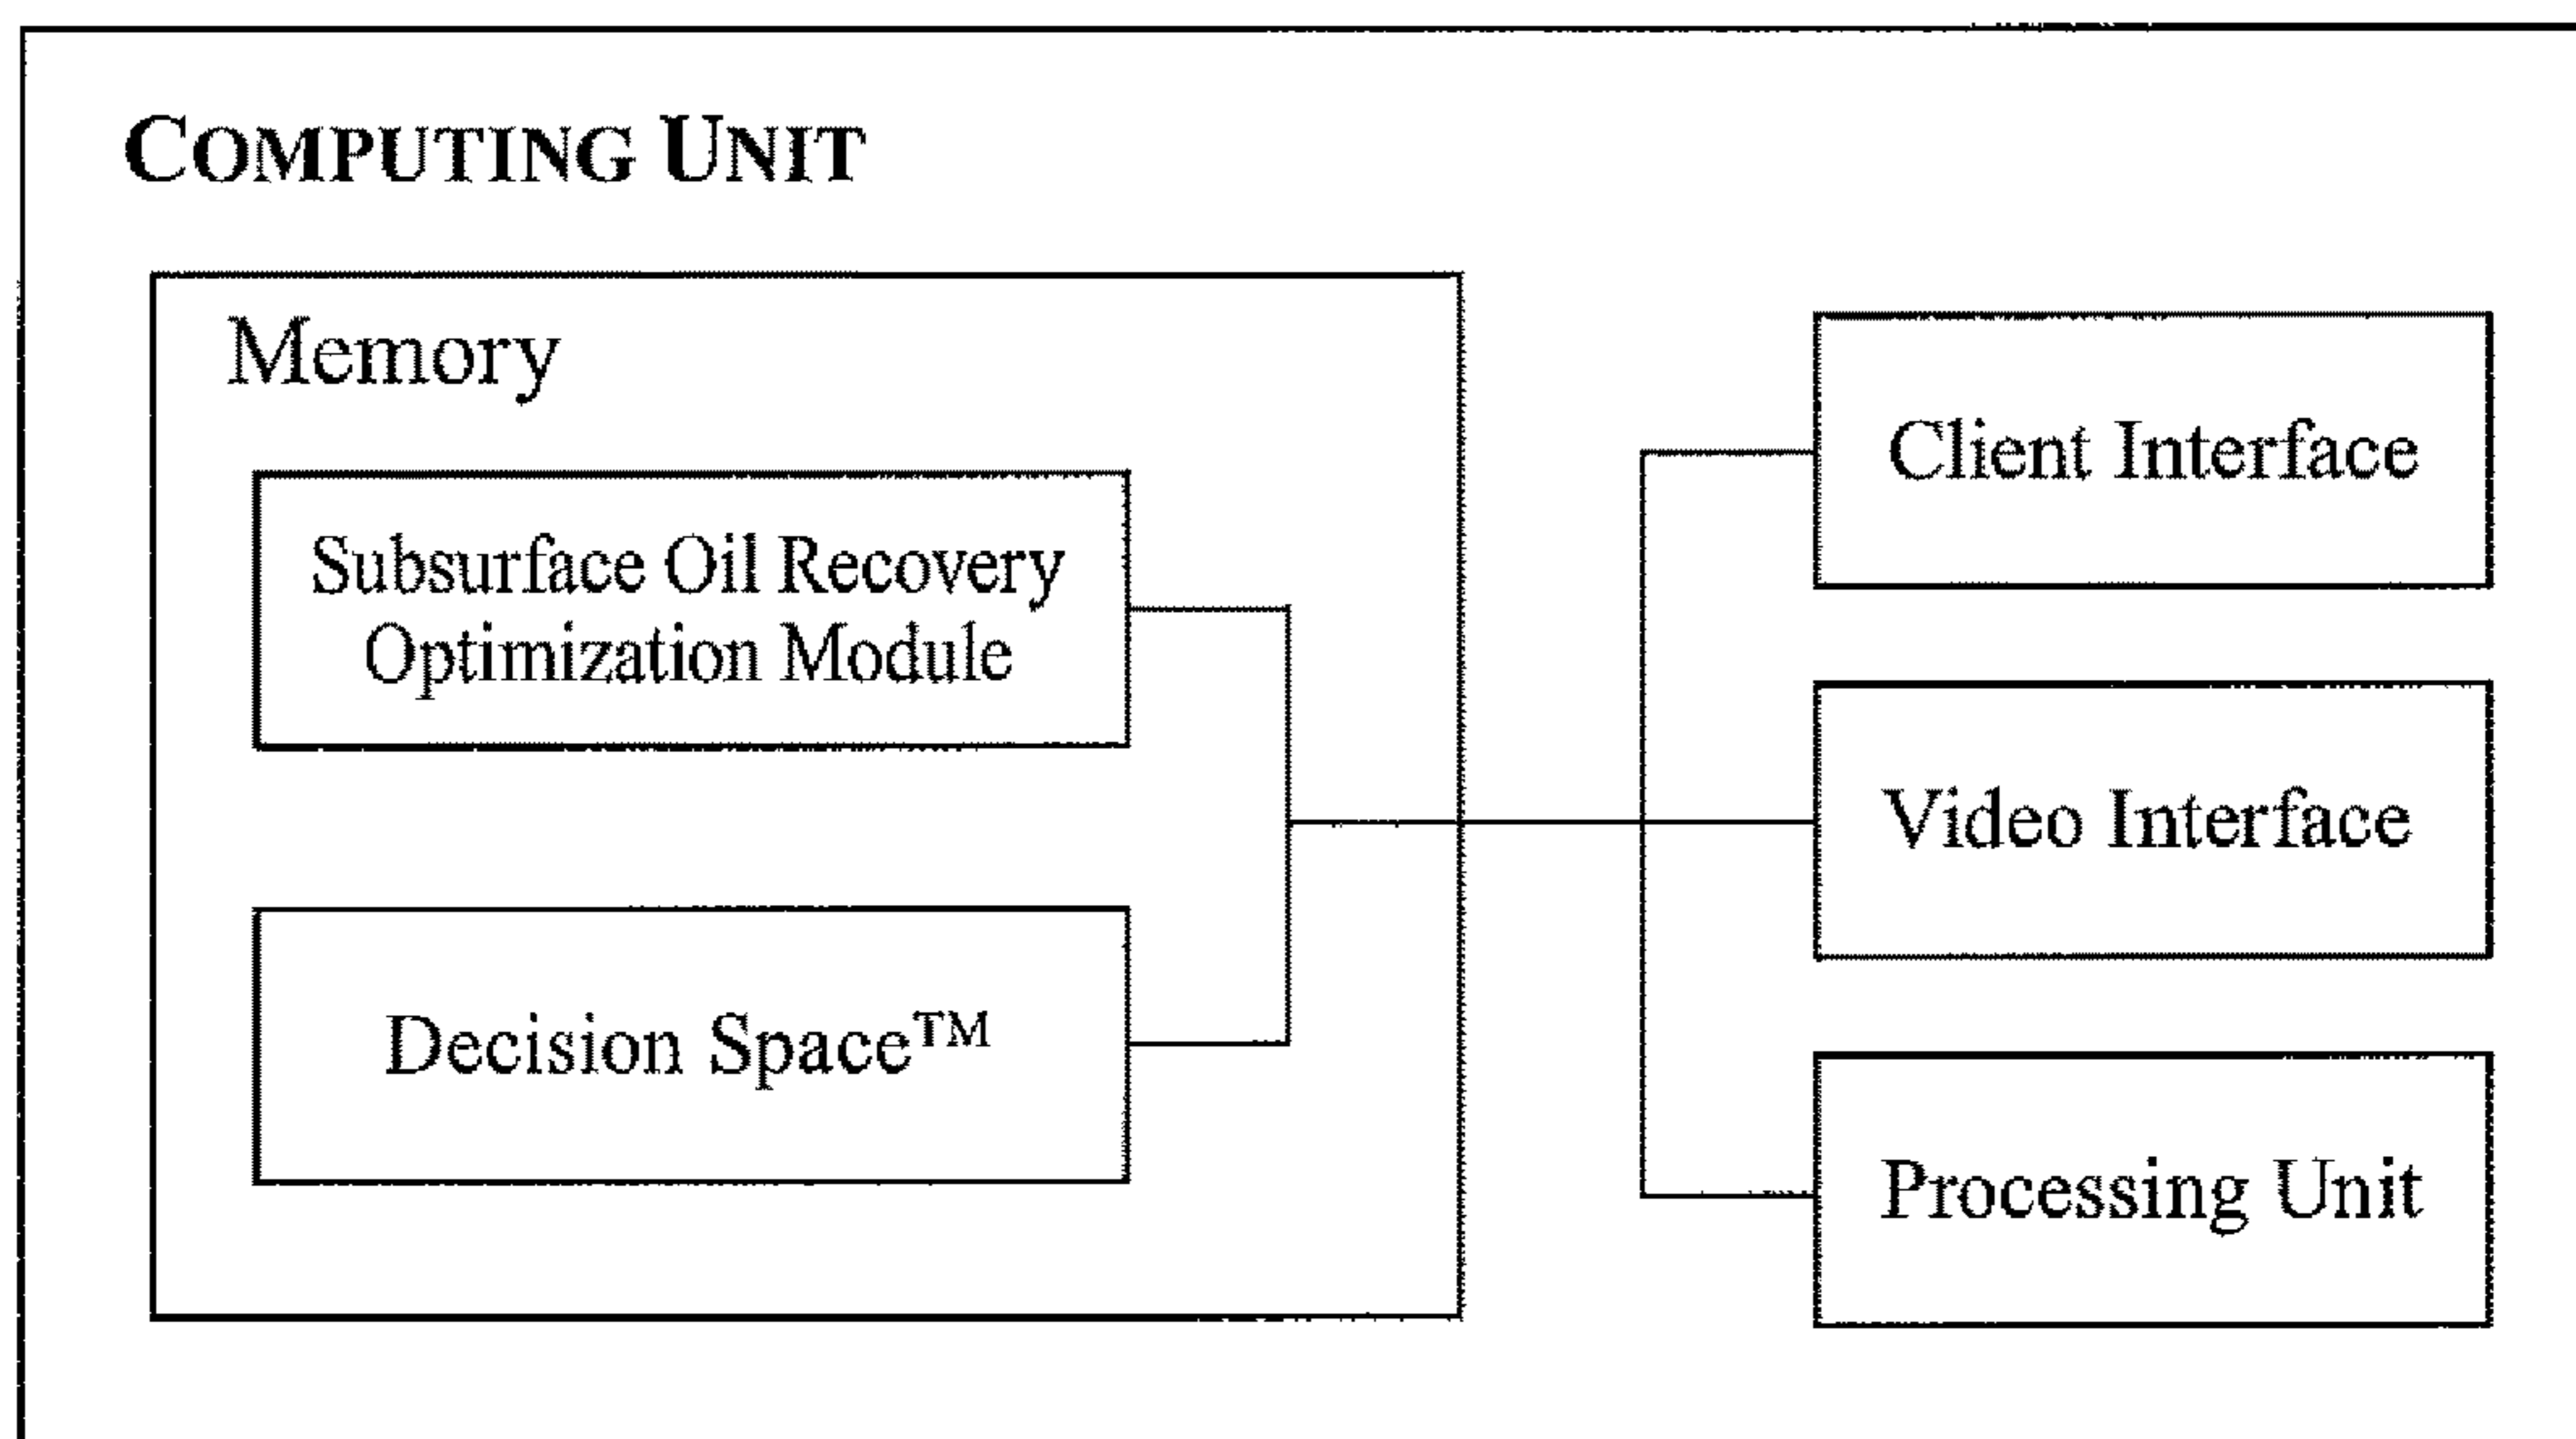 COMPUTING UNIT
Memory
Subsurface Oil Recovery
Optimization Module
Decision Space™
Client Interface
Video Interface
Processing Unit